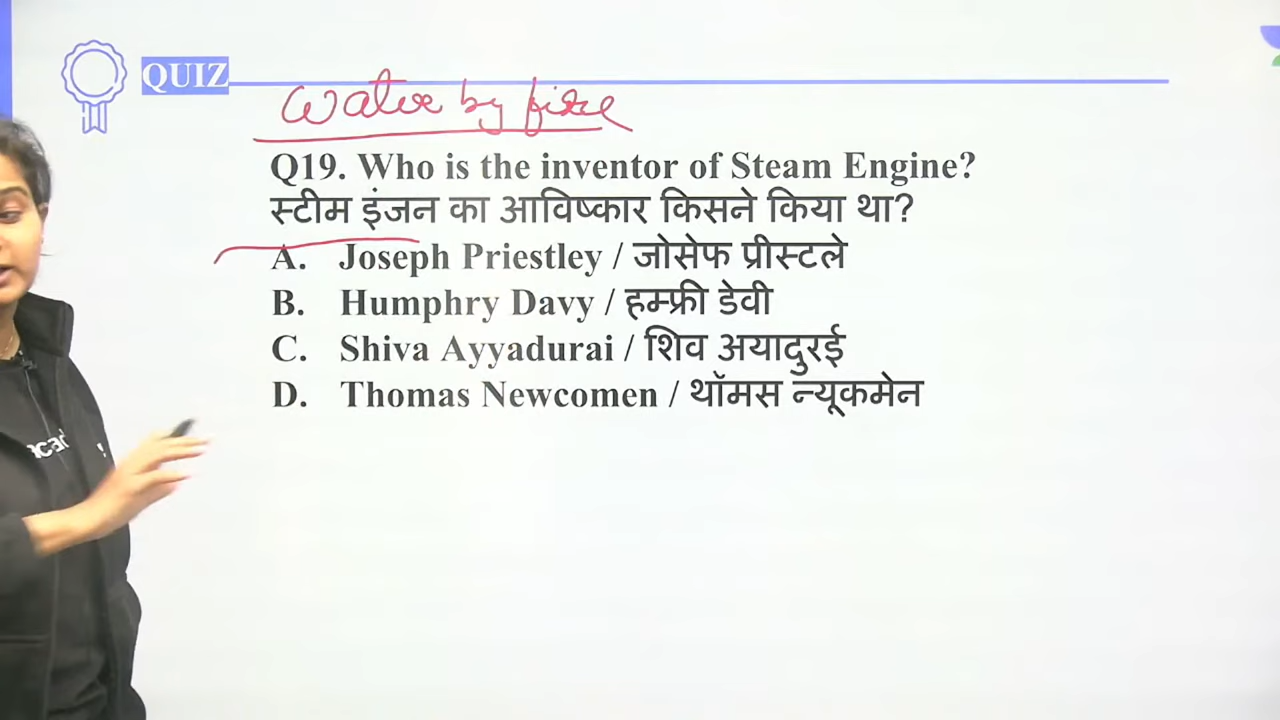 QUIZ
Water by fire
Q19. Who is the inventor of Steam Engine?
स्टीम इंजन का आविष्कार किसने किया था?
A. Joseph Priestley / जोसेफ प्रीस्टले
B. Humphry Davy / हम्फ्री डेवी
C. Shiva Ayyadurai / शिव अयादुरई
D. Thomas Newcomen / थॉमस न्यूकमेन